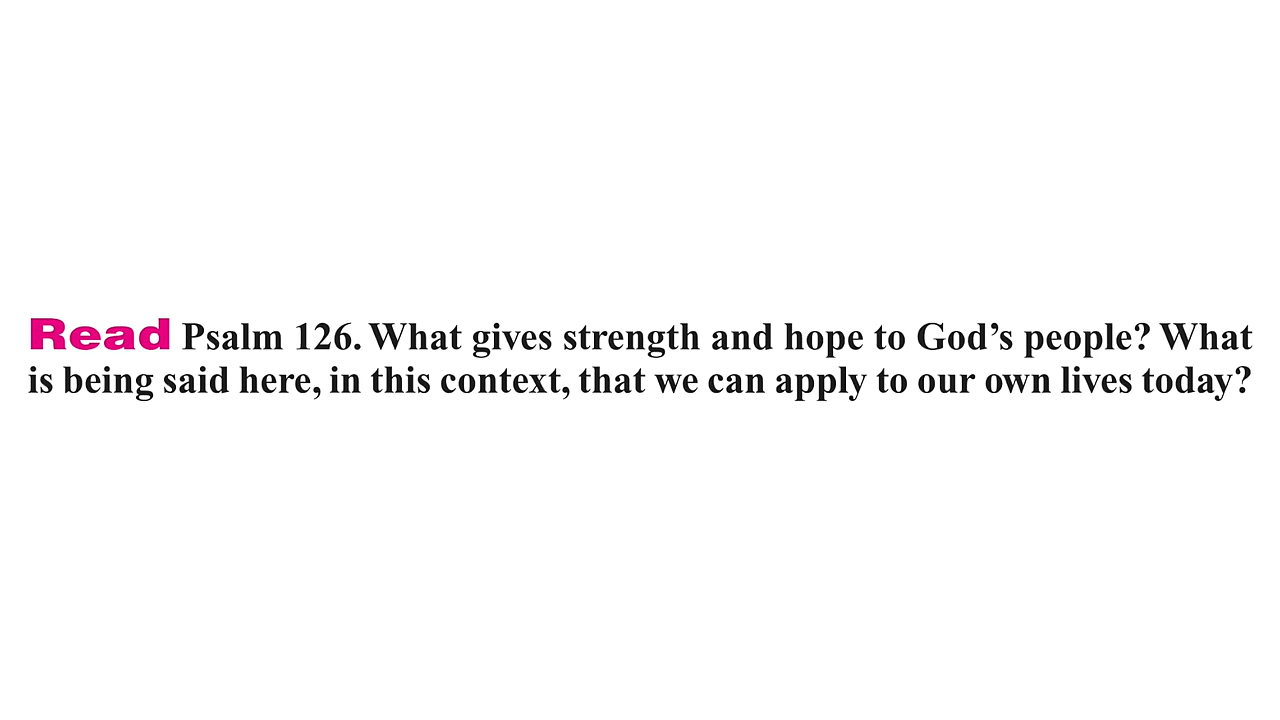 Read Psalm 126. What gives strength and hope to God’s people? What
is being said here, in this context, that we can apply to our own lives today?